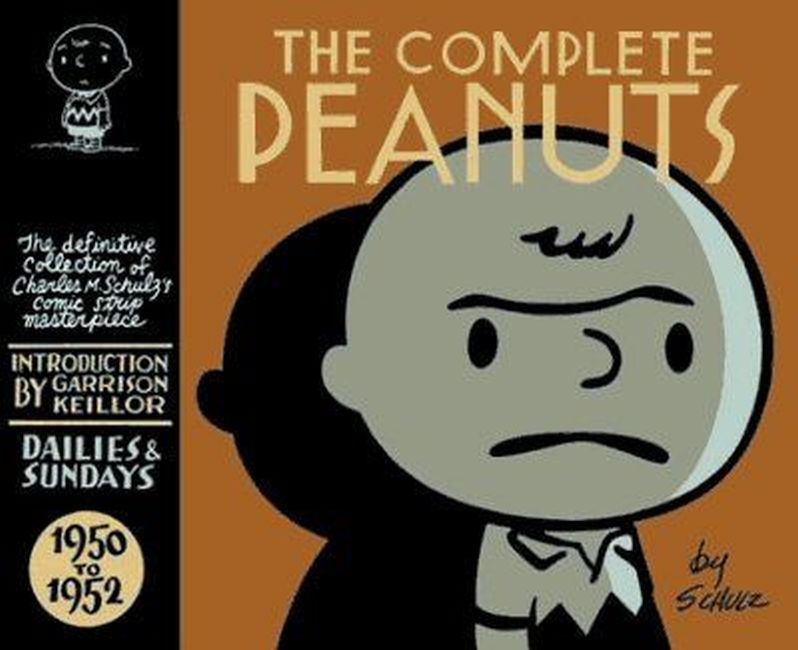 THE COMPLETE
PEANUTS
The definitive
Collection of
Charles M. Schulz's
comic strip
masterpiece
INTRODUCTION
BY GARRISON
KEILLOR
DAILIES &
SUNDAYS
1950
TO
1952
by
SCHULZ